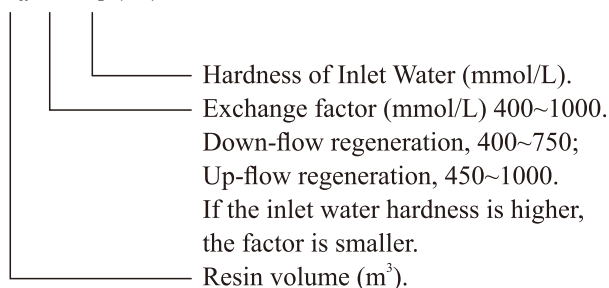 Hardness of Inlet Water (mmol/L).
Exchange factor (mmol/L) 400~1000.
Down-flow regeneration, 400~750;
Up-flow regeneration, 450~1000.
If the inlet water hardness is higher,
the factor is smaller.
Resin volume (m³).